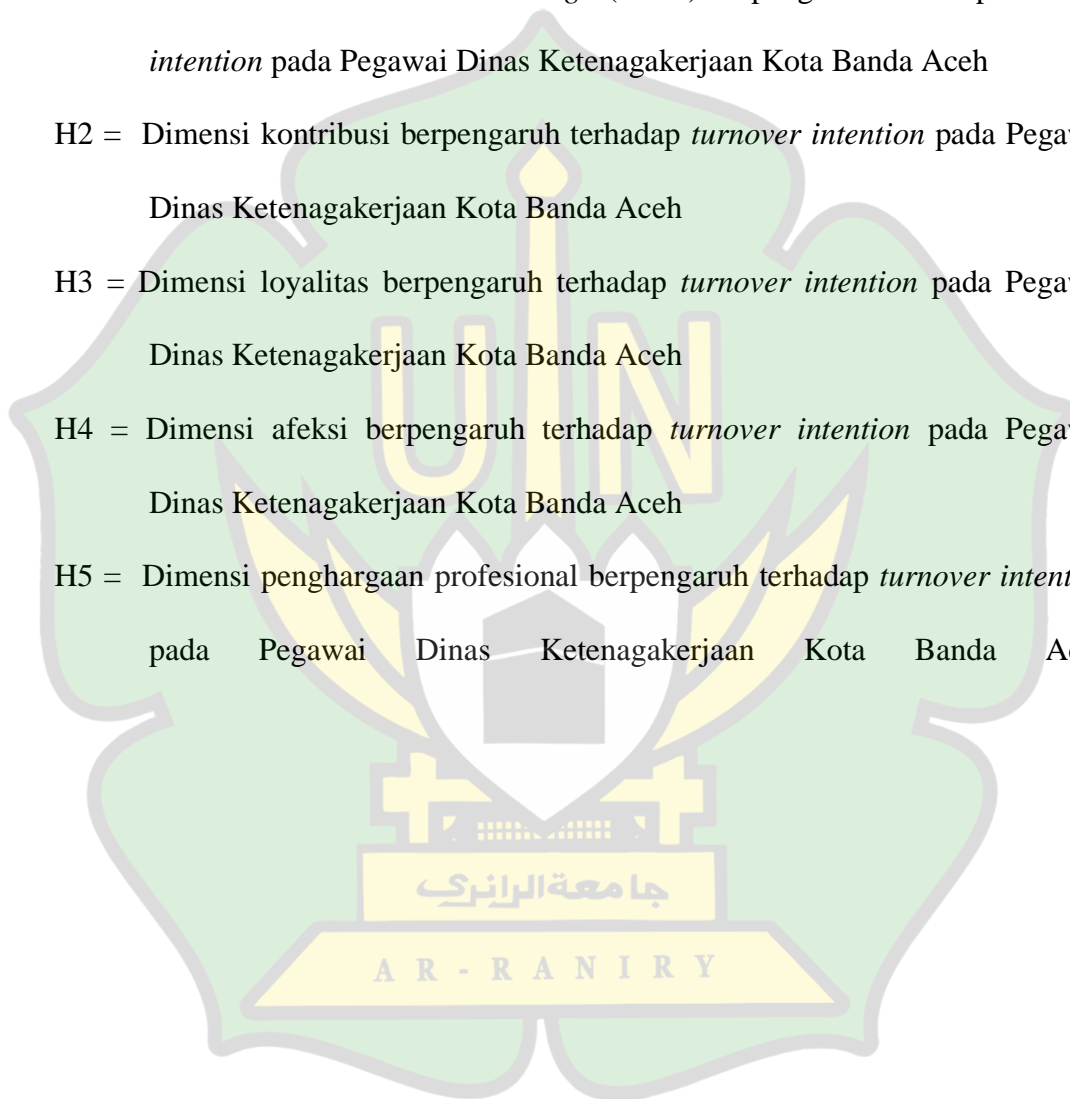 intention pada Pegawai Dinas Ketenagakerjaan Kota Banda Aceh
H2 = Dimensi kontribusi berpengaruh terhadap turnover intention pada
Dinas Ketenagakerjaan Kota Banda Aceh
H3 = Dimensi loyalitas berpengaruh terhadap turnover intention pada
Dinas Ketenagakerjaan Kota Banda Aceh
H4 = Dimensi afeksi berpengaruh terhadap turnover intention pada
Dinas Ketenagakerjaan Kota Banda Aceh
H5 = Dimensi penghargaan profesional berpengaruh terhadap turnover
pada Pegawai Dinas Ketenagakerjaan Kota Banda
UIN
جامعة الرانري
AR-RANIRY